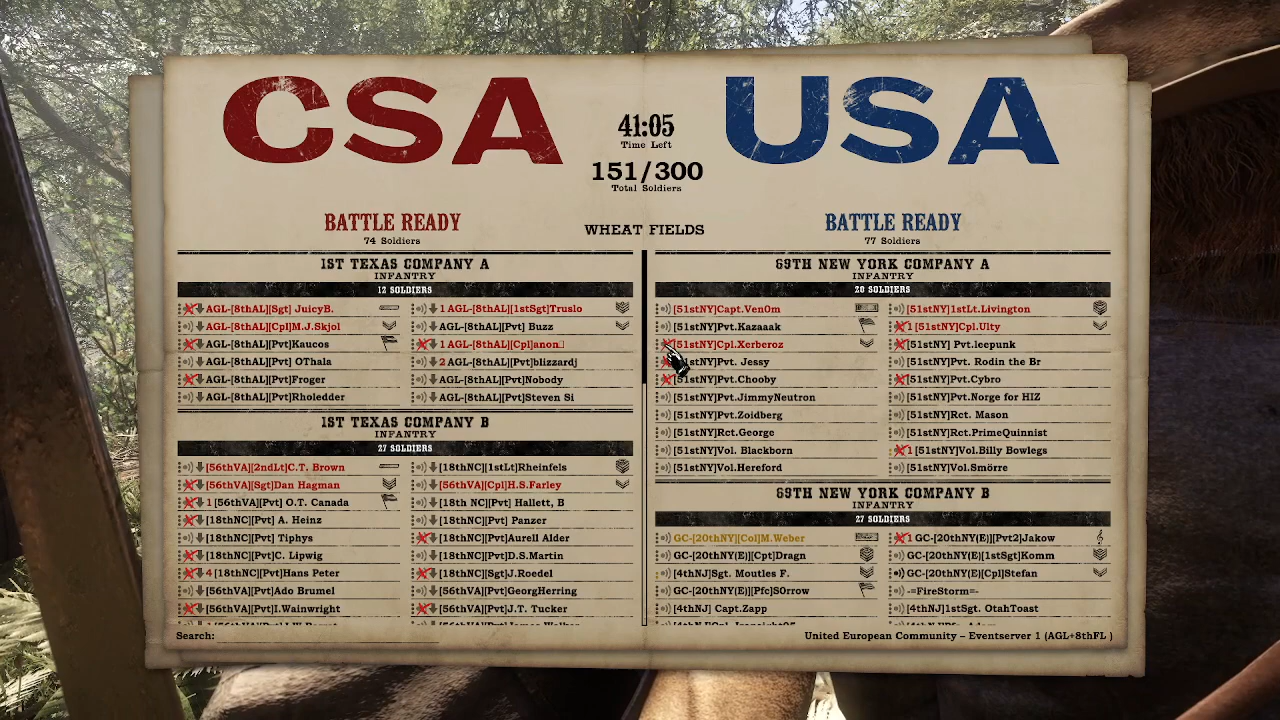 CSA
USA
41:05
Time Left
151/300
Total Soldiers
BATTLE READY
74 Soldiers
WHEAT FIELDS
BATTLE READY
77 Soldiers
1ST TEXAS COMPANY A
INFANTRY
12 SOLDIERS
AGL-[8thAL][Sgt] JuicyB.
1 AGL-[8thAL][1stSgt]Truslo
AGL-[8thAL][Cpl]M.J.Skjol
AGL-[8thAL][Pvt] Buzz
AGL-[8thAL][Pvt]Kaucos
1 AGL-[8thAL][Cpl]anon□
AGL-[8thAL][Pvt] OThala
2 AGL-[8thAL][Pvt]blizzardj
AGL-[8thAL][Pvt]Froger
AGL-[8thAL][Pvt]Nobody
AGL-[8thAL][Pvt]Rholedder
AGL-[8thAL][Pvt]Steven Si
1ST TEXAS COMPANY B
INFANTRY
27 SOLDIERS
[56thVA][2ndLt]C.T. Brown
[18thNC][1stLt]Rheinfels
[56thVA][Sgt]Dan Hagman
[56thVA][Cpl]H.S.Farley
1 [56thVA][Pvt] O.T. Canada
[18th NC][Pvt] Hallett, B
[18thNC][Pvt] A. Heinz
[18thNC][Pvt] Panzer
[18thNC][Pvt] Tiphys
[18thNC][Pvt]Aurell Alder
[18thNC][Pvt]C. Lipwig
[18thNC][Pvt]D.S.Martin
4 [18thNC][Pvt]Hans Peter
[18thNC][Sgt]J.Roedel
[56thVA][Pvt]Ado Brumel
[56thVA][Pvt]GeorgHerring
[56thVA][Pvt]I.Wainwright
[56thVA][Pvt]J.T. Tucker
69TH NEW YORK COMPANY A
INFANTRY
20 SOLDIERS
[51stNY]Capt.Ven0m
[51stNY]1stLt.Livington
[51stNY]Pvt.Kazaaak
1 [51stNY]Cpl.Ulty
[51stNY]Cpl.Xerberoz
[51stNY] Pvt.leepunk
[51stNY]Pvt. Jessy
[51stNY]Pvt. Rodin the Br
[51stNY]Pvt.Chooby
[51stNY]Pvt.Cybro
[51stNY]Pvt.JimmyNeutron
[51stNY]Pvt.Norge for HIZ
[51stNY]Pvt.Zoidberg
[51stNY]Rct. Mason
[51stNY]Rct.George
[51stNY]Rct.PrimeQuinnist
[51stNY]Vol. Blackborn
1 [51stNY]Vol.Billy Bowlegs
[51stNY]Vol.Hereford
[51stNY]Vol.Smörre
69TH NEW YORK COMPANY B
INFANTRY
27 SOLDIERS
GC-[20thNY][Col]M.Weber
1 GC-[20thNY(E)][Pvt2]Jakow
GC-[20thNY(E)][Cpt]Dragn
GC-[20thNY(E)][1stSgt]Komm
[4thNJ]Sgt. Moutles F.
GC-[20thNY(E)][Cpl]Stefan
GC-[20thNY(E)][Pfc]S0rrow
-=FireStorm=-
[4thNJ] Capt.Zapp
[4thNJ]1stSgt. OtahToast
Search:
United European Community – Eventserver 1 (AGL+8thFL )